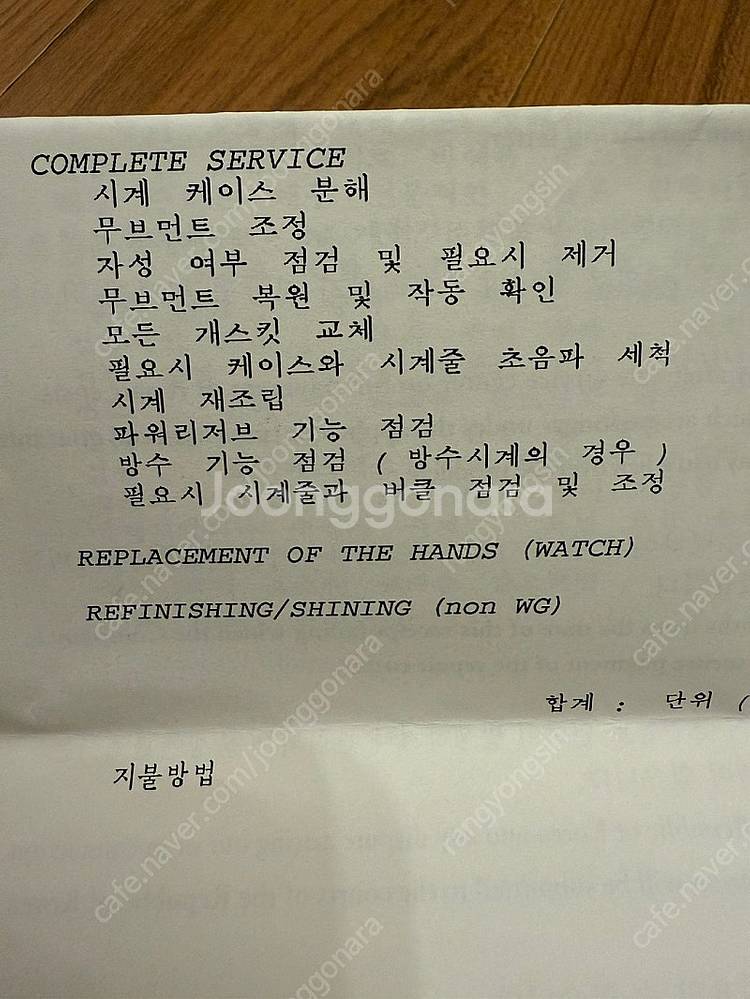 COMPLETE SERVICE
시계 케이스 분해
무브먼트 조정
자성 여부 점검 및 필요시 제거
무브먼트 복원 및 작동 확인
모든 개스킷 교체
필요시 케이스와 시계줄 초음파 세척
시계 재조립
파워리저브 기능 점검
방수 기능 점검 ( 방수시계의 경우 )
필요시 시계줄과 버클 점검 및 조정
Joonggonara
REPLACEMENT OF THE HANDS (WATCH)
REFINISHING/SHINING (non WG)
합계 : 단위 (
지불방법
cafe.naver.com/joonggonara
rangyongsin